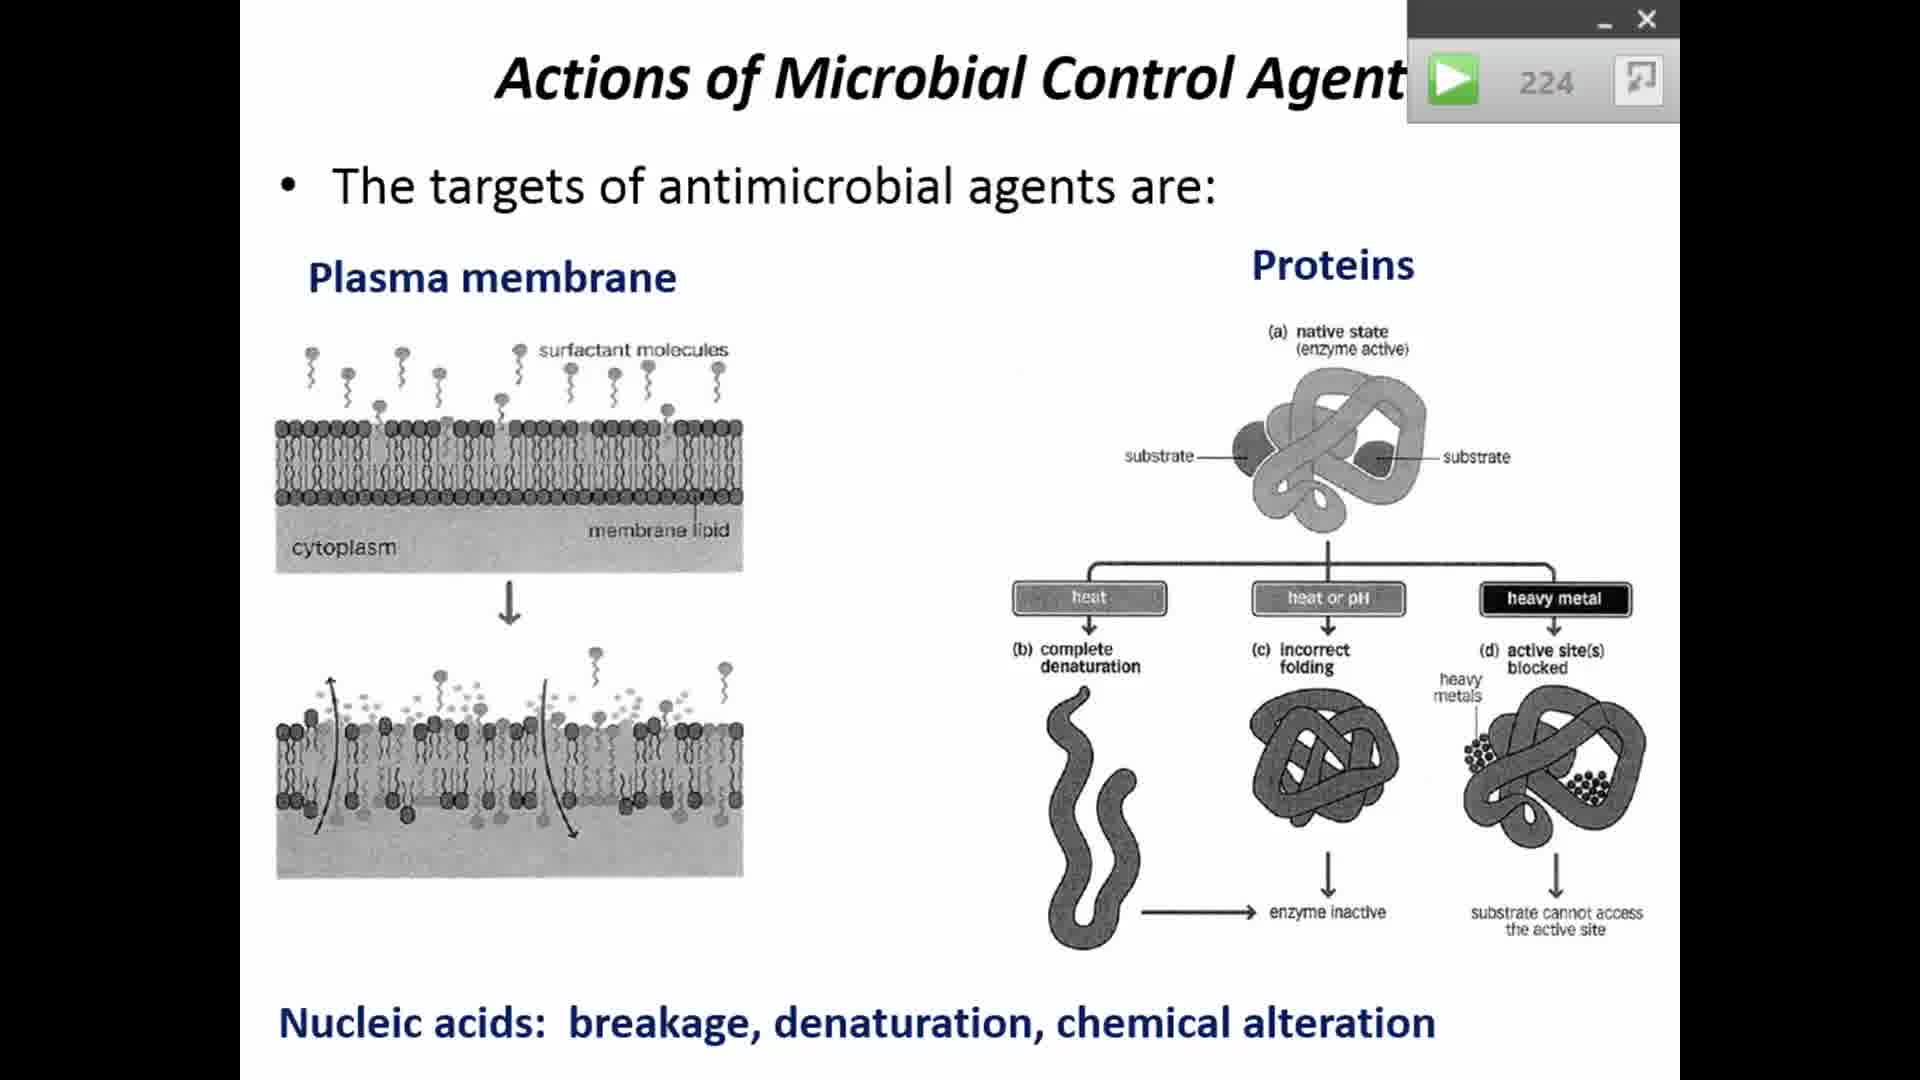 Actions of Microbial Control Agent
224
• The targets of antimicrobial agents are:
Plasma membrane
surfactant molecules
membrane lipid
cytoplasm
Proteins
(a) native state
(enzyme active)
substrate
substrate
heat
heat or pH
heavy metal
(b) complete
denaturation
(c) incorrect
folding
(d) active site(s)
blocked
heavy
metals
enzyme inactive
substrate cannot access
the active site
Nucleic acids: breakage, denaturation, chemical alteration